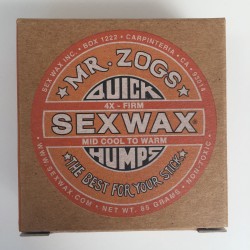 SEX WAX INC. • BOX 1222 • CARPINTERIA • CA. 93014
MR. ZOGS
QUICK
4X - FIRM
SEXWAX
MID COOL TO WARM
HUMPS
THE BEST FOR YOUR STICK
WWW.SEXWAX.COM • NET WT. 85 GRAMS • NON-TOXIC